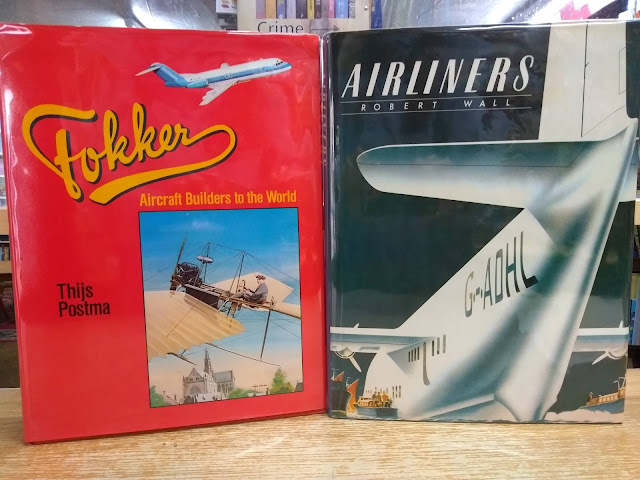 Crime
Fokker
Aircraft Builders to the World
Thijs
Postma
AIRLINERS
ROBERT WALL
G-ADHL